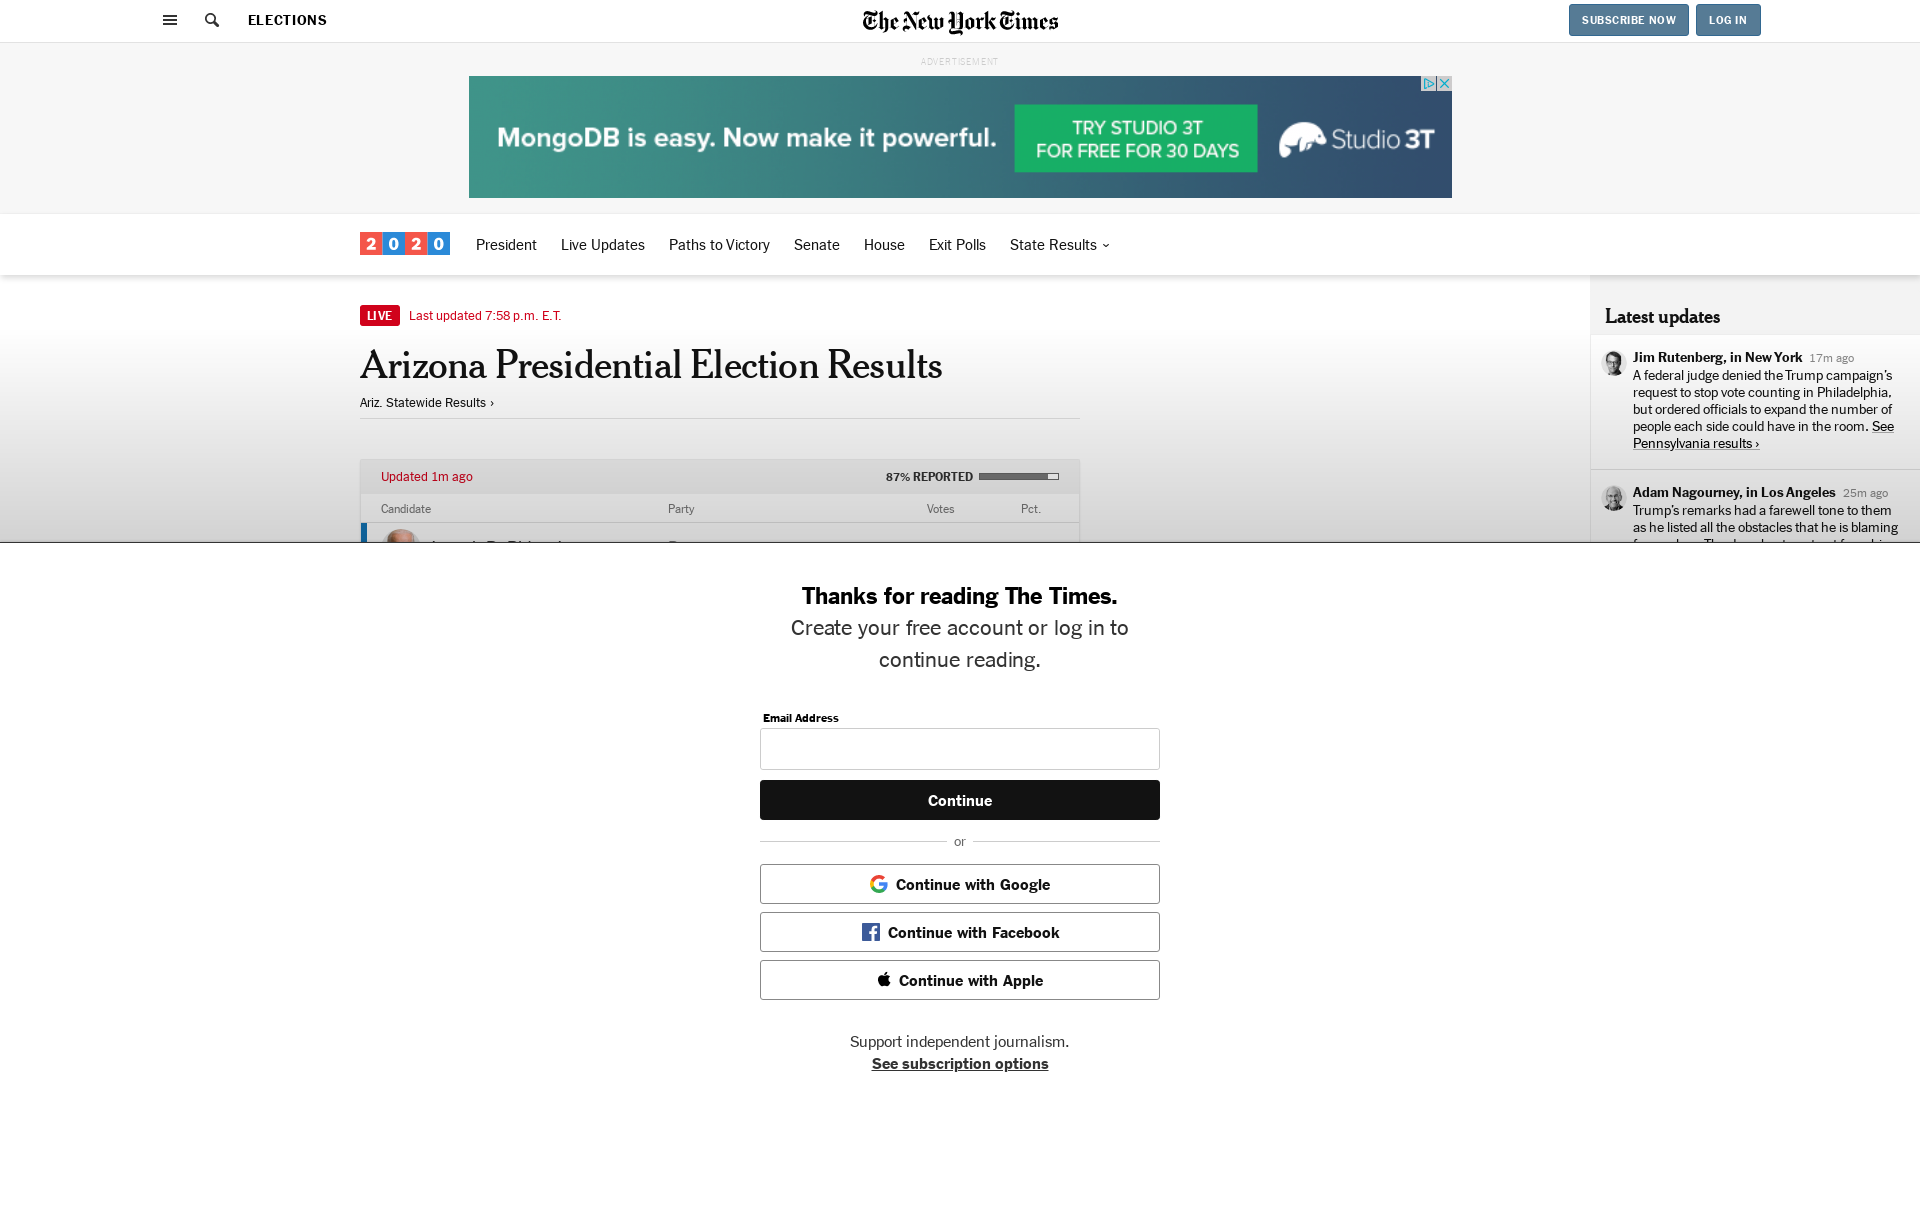 ELECTIONS
The New York Times
SUBSCRIBE NOW
LOG IN
ADVERTISEMENT
MongoDB is easy. Now make it powerful.
TRY STUDIO 3T
FOR FREE FOR 30 DAYS
Studio 3T
2020
President
Live Updates
Paths to Victory
Senate
House
Exit Polls
State Results
LIVE Last updated 7:58 p.m. E.T.
Arizona Presidential Election Results
Ariz. Statewide Results ›
Updated 1m ago
87% REPORTED
Candidate Party Votes Pct.
Latest updates
Jim Rutenberg, in New York 17m ago
A federal judge denied the Trump campaign’s
request to stop vote counting in Philadelphia,
but ordered officials to expand the number of
people each side could have in the room. See
Pennsylvania results ›
Adam Nagourney, in Los Angeles 25m ago
Trump’s remarks had a farewell tone to them
as he listed all the obstacles that he is blaming
Thanks for reading The Times.
Create your free account or log in to
continue reading.
Email Address
Continue
or
Continue with Google
Continue with Facebook
Continue with Apple
Support independent journalism.
See subscription options